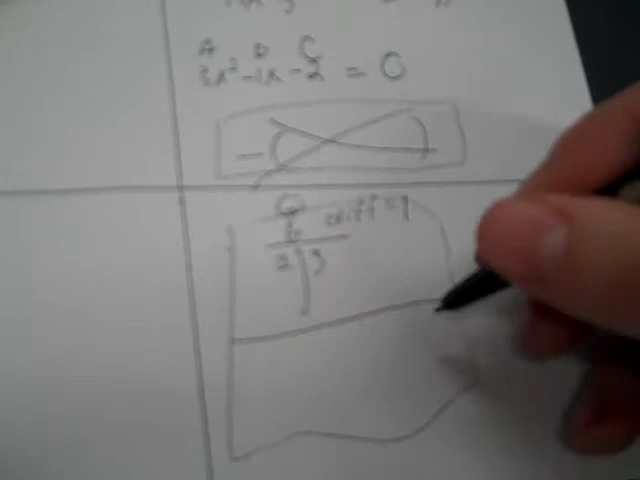 A B C
3x² -1x -2 = 0
- ( )
6 diff = 1
2 3